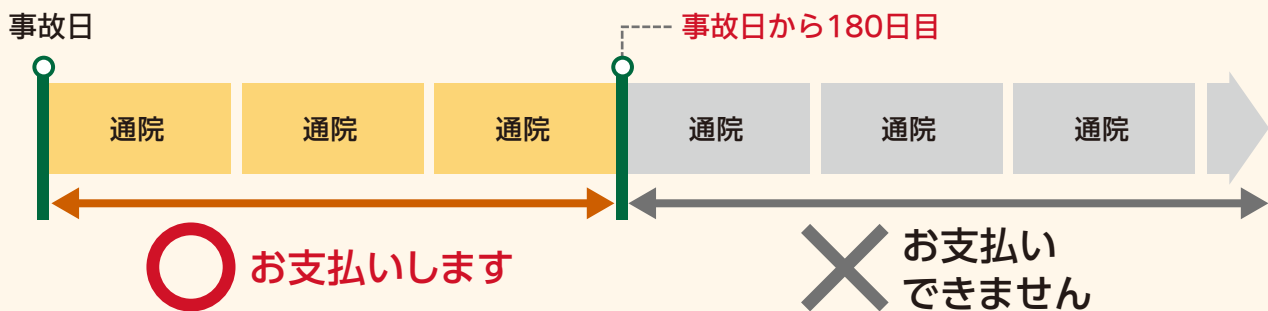 事故日
事故日から180日目
通院
通院
通院
通院
通院
通院
お支払いします
お支払い
できません